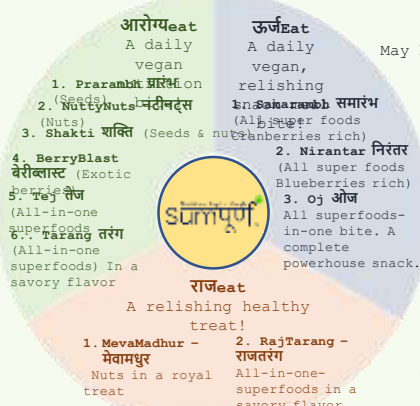 आरोग्यeat
A daily
vegan
1. Prarambh प्रारंभ
(Seeds)
2. NuttyNuts नटीनट्स
(Nuts)
3. Shakti शक्ति (Seeds & nuts)
4. BerryBlast
बेरीब्लास्ट (Exotic
berries)
5. Tej तेज
(All-in-one
superfoods
6. Tarang तरंग
(All-in-one
superfoods) In a
savory flavor
ऊर्जEat
A daily
vegan,
relishing
bite!
1. Samarambh समारंभ
(All super foods
Cranberries rich)
2. Nirantar निरंतर
(All super foods
Blueberries rich)
3. Oj ओज
All superfoods-
in-one bite. A
complete
powerhouse snack.
May
sumpurn
राजeat
A relishing healthy
treat!
1. MevaMadhur –
मेवामधुर
Nuts in a royal
treat
2. RajTarang –
राजतरंग
All-in-one-
superfoods in a
savory flavor